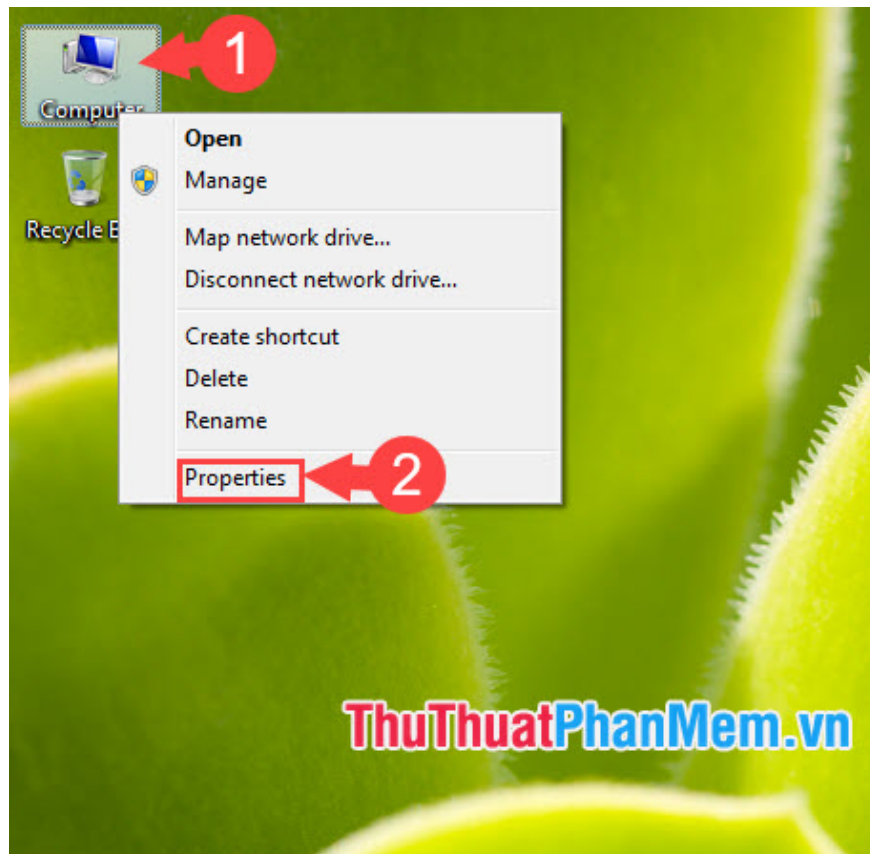 1
Computer
Open
Manage
Recycle B
Map network drive...
Disconnect network drive...
Create shortcut
Delete
Rename
Properties
2
ThuThuatPhanMem.vn